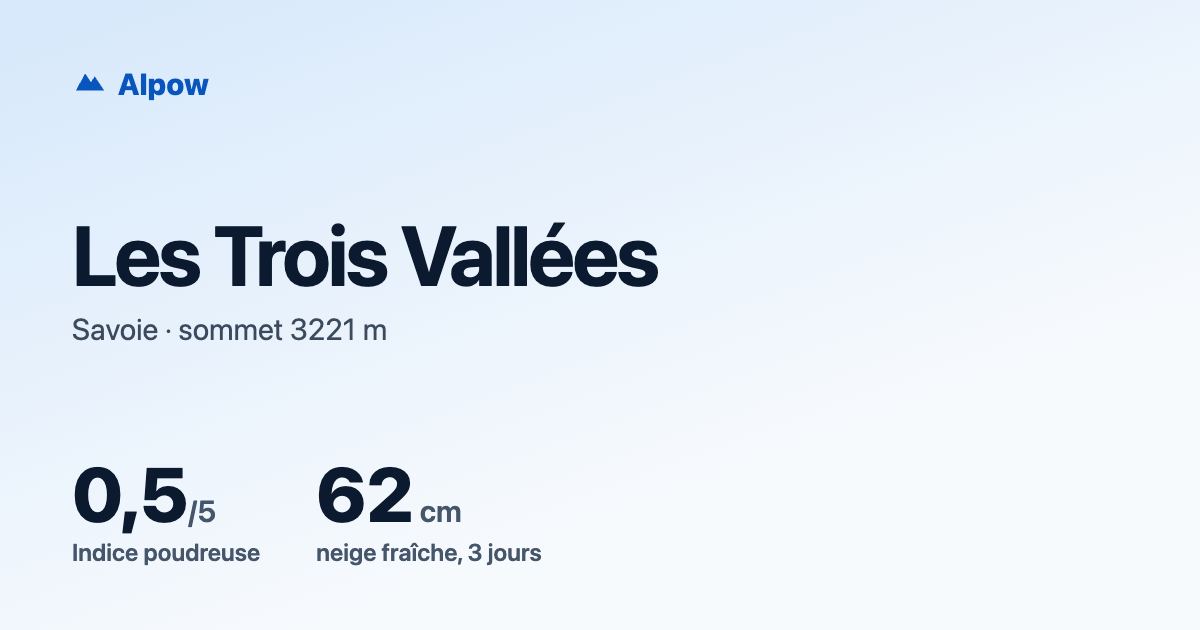 Alpow
Les Trois Vallées
Savoie · sommet 3221 m
0,5/5
62 cm
Indice poudreuse
neige fraîche, 3 jours